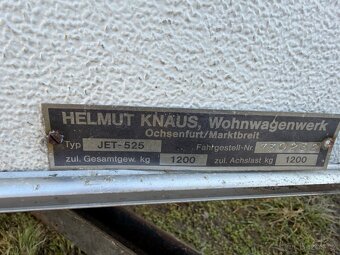 HELMUT KNAUS, Wohnwagenwerk
Ochsenfurt/Marktbreit
Typ JET-525 Fahrgestell-Nr.
zul. Gesamtgew. kg 1200 zul. Achslast kg 1200